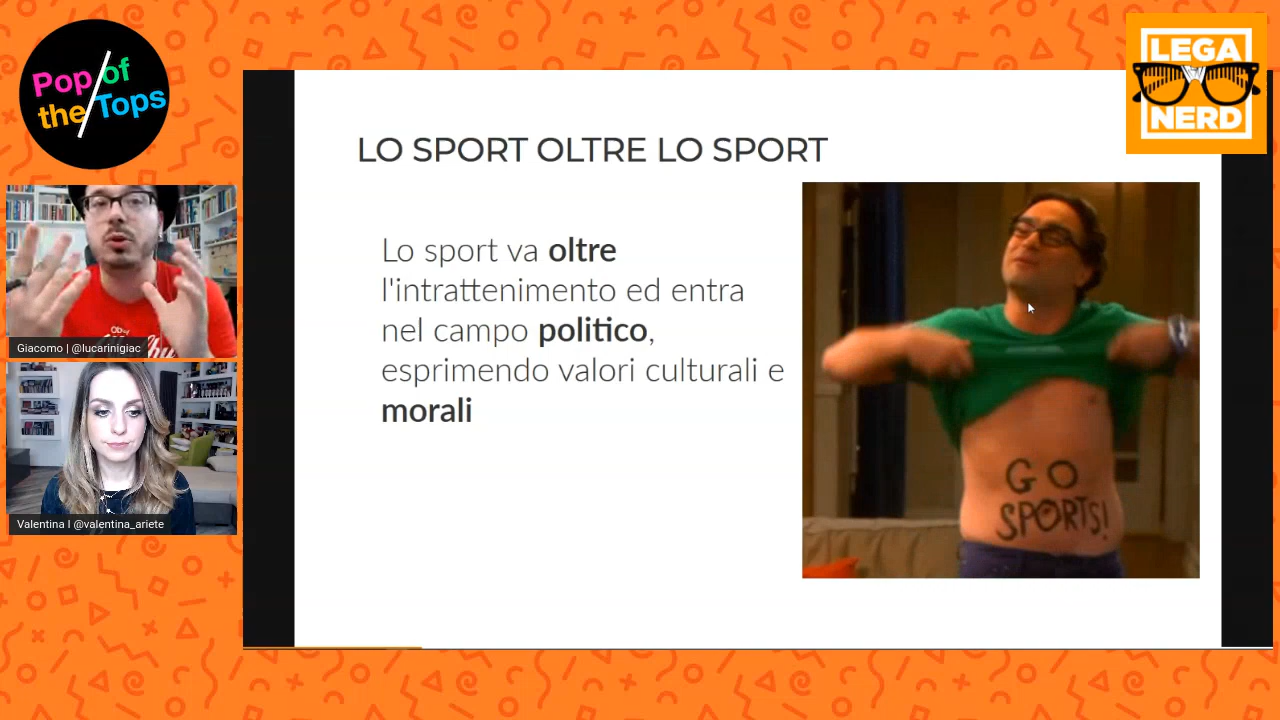 Pop of
the Tops
LEGA
NERD
LO SPORT OLTRE LO SPORT
Lo sport va oltre
l'intrattenimento ed entra
nel campo politico,
esprimendo valori culturali e
morali
GO
SPORTS!
Giacomo | @lucarinigiac
Valentina | @valentina_ariete